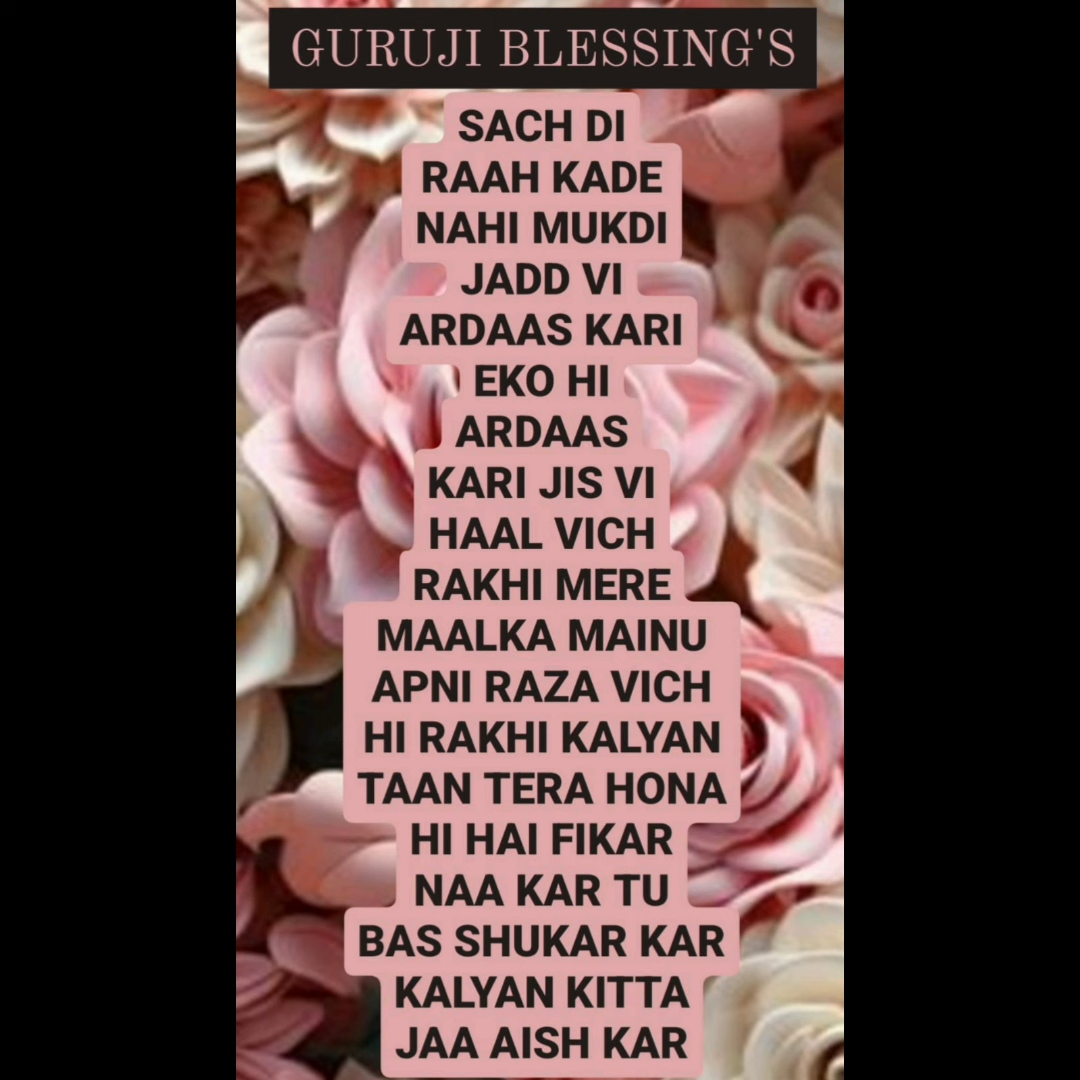 GURUJI BLESSING'S
SACH DI
RAAH KADE
NAHI MUKDI
JADD VI
ARDAAS KARI
EKO HI
ARDAAS
KARI JIS VI
HAAL VICH
RAKHI MERE
MAALKA MAINU
APNI RAZA VICH
HI RAKHI KALYAN
TAAN TERA HONA
HI HAI FIKAR
NAA KAR TU
BAS SHUKAR KAR
KALYAN KITTA
JAA AISH KAR